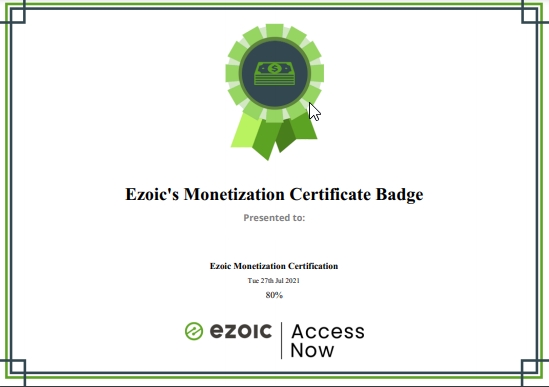 Ezoic's Monetization Certificate Badge
Presented to:
Ezoic Monetization Certification
Tue 27th Jul 2021
80%
ezoic
Access
Now